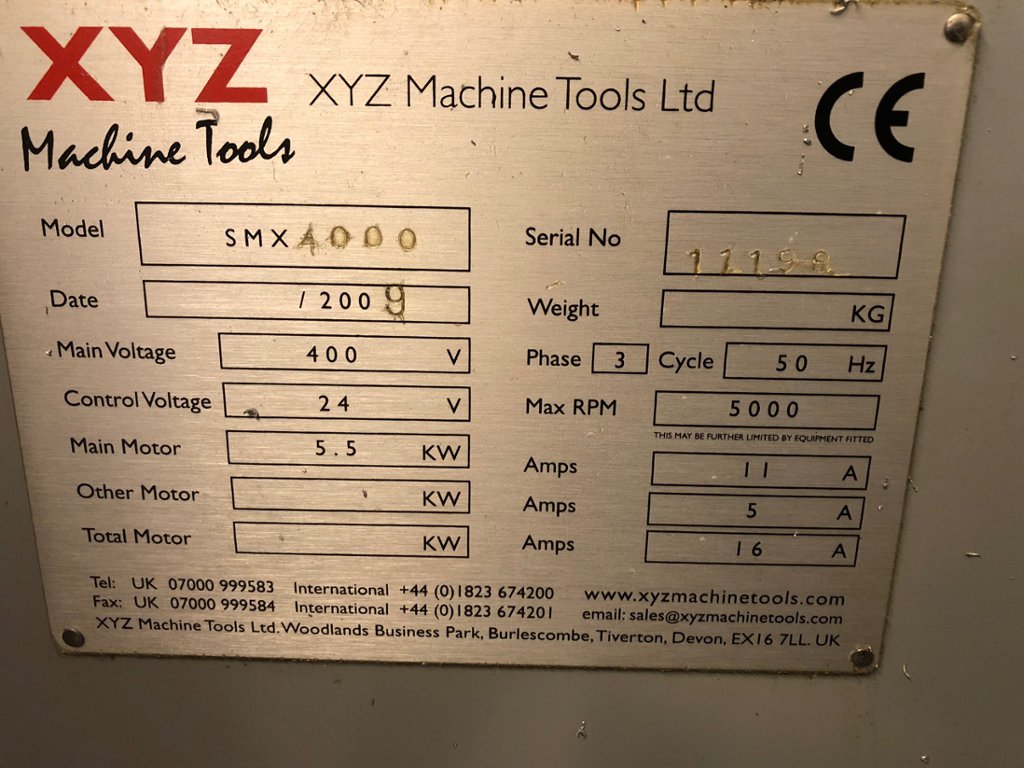 XYZ
Machine Tools
XYZ Machine Tools Ltd
CE
Model SMX 4000
Serial No 11198
Date / 2009
Weight KG
Main Voltage 400 V
Phase 3 Cycle 50 Hz
Control Voltage 24 V
Max RPM 5000
THIS MAY BE FURTHER LIMITED BY EQUIPMENT FITTED
Main Motor 5.5 KW
Amps 11 A
Other Motor KW
Amps 5 A
Total Motor KW
Amps 16 A
Tel: UK 07000 999583 International +44 (0)1823 674200 www.xyzmachinetools.com
Fax: UK 07000 999584 International +44 (0)1823 674201 email: sales@xyzmachinetools.com
XYZ Machine Tools Ltd. Woodlands Business Park, Burlescombe, Tiverton, Devon, EX16 7LL. UK